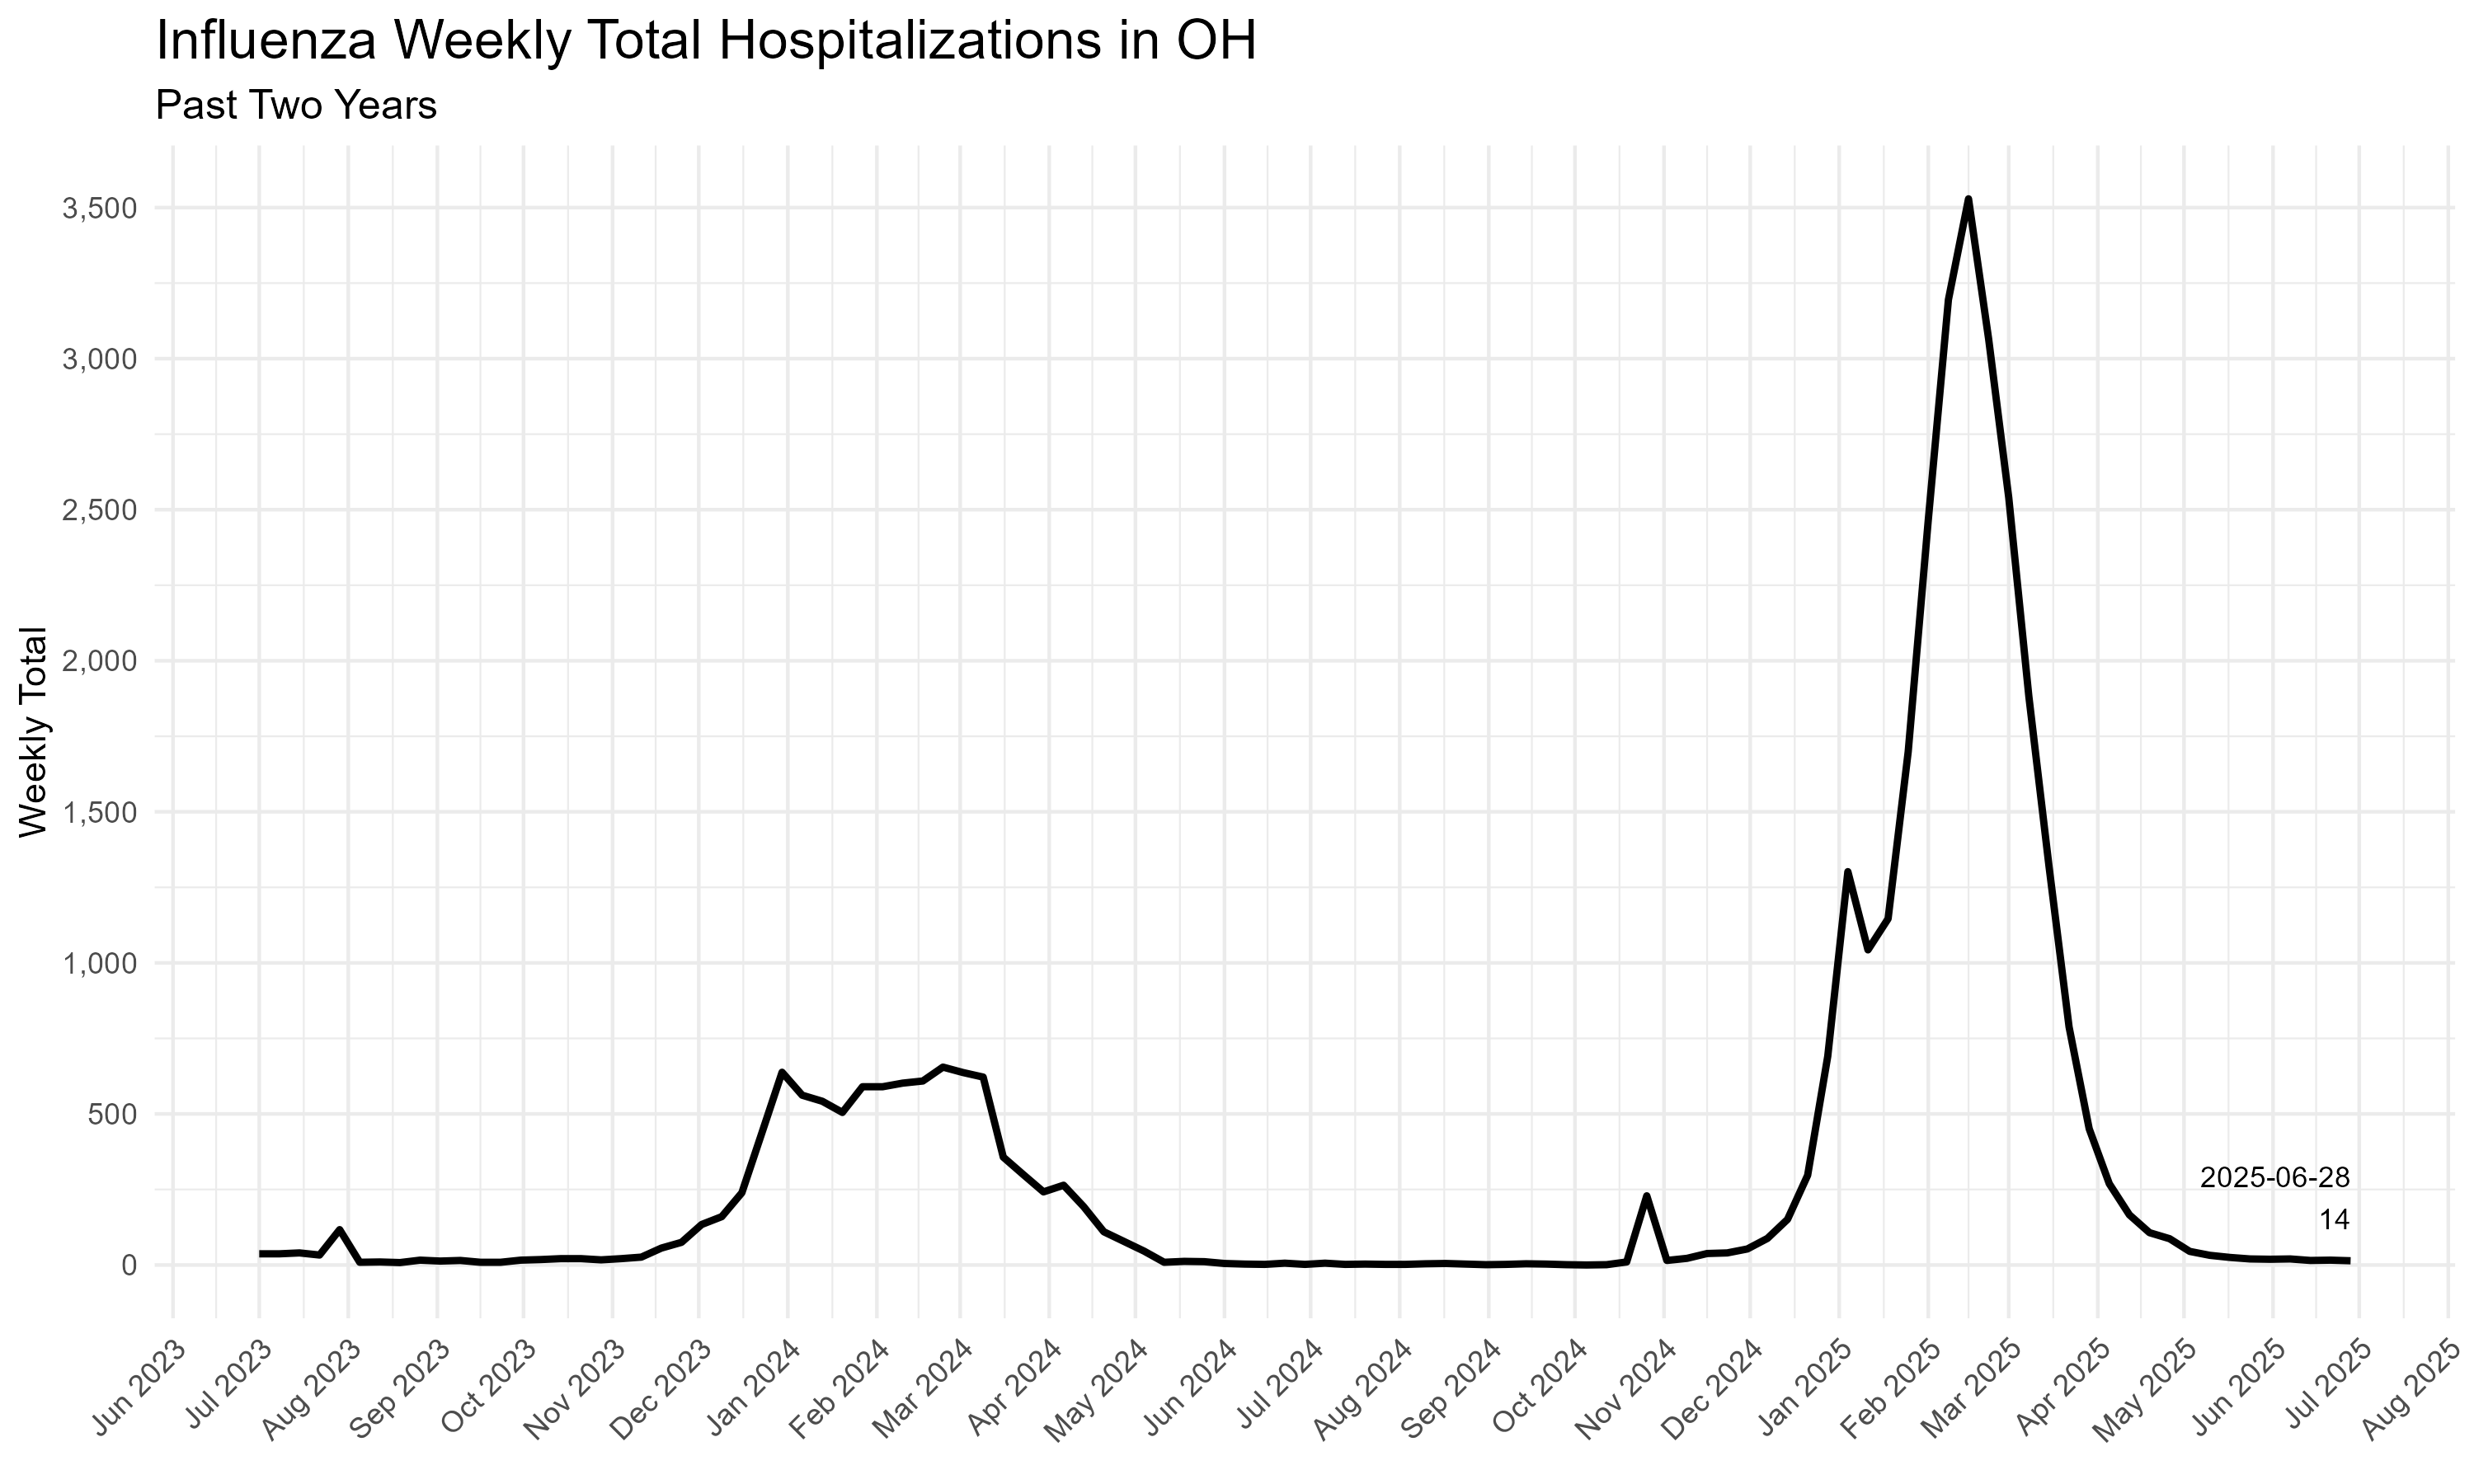 Influenza Weekly Total Hospitalizations in OH
Past Two Years
Weekly Total
3,500
3,000
2,500
2,000
1,500
1,000
500
0
2025-06-28
14
Jun 2023
Jul 2023
Aug 2023
Sep 2023
Oct 2023
Nov 2023
Dec 2023
Jan 2024
Feb 2024
Mar 2024
Apr 2024
May 2024
Jun 2024
Jul 2024
Aug 2024
Sep 2024
Oct 2024
Nov 2024
Dec 2024
Jan 2025
Feb 2025
Mar 2025
Apr 2025
May 2025
Jun 2025
Jul 2025
Aug 2025